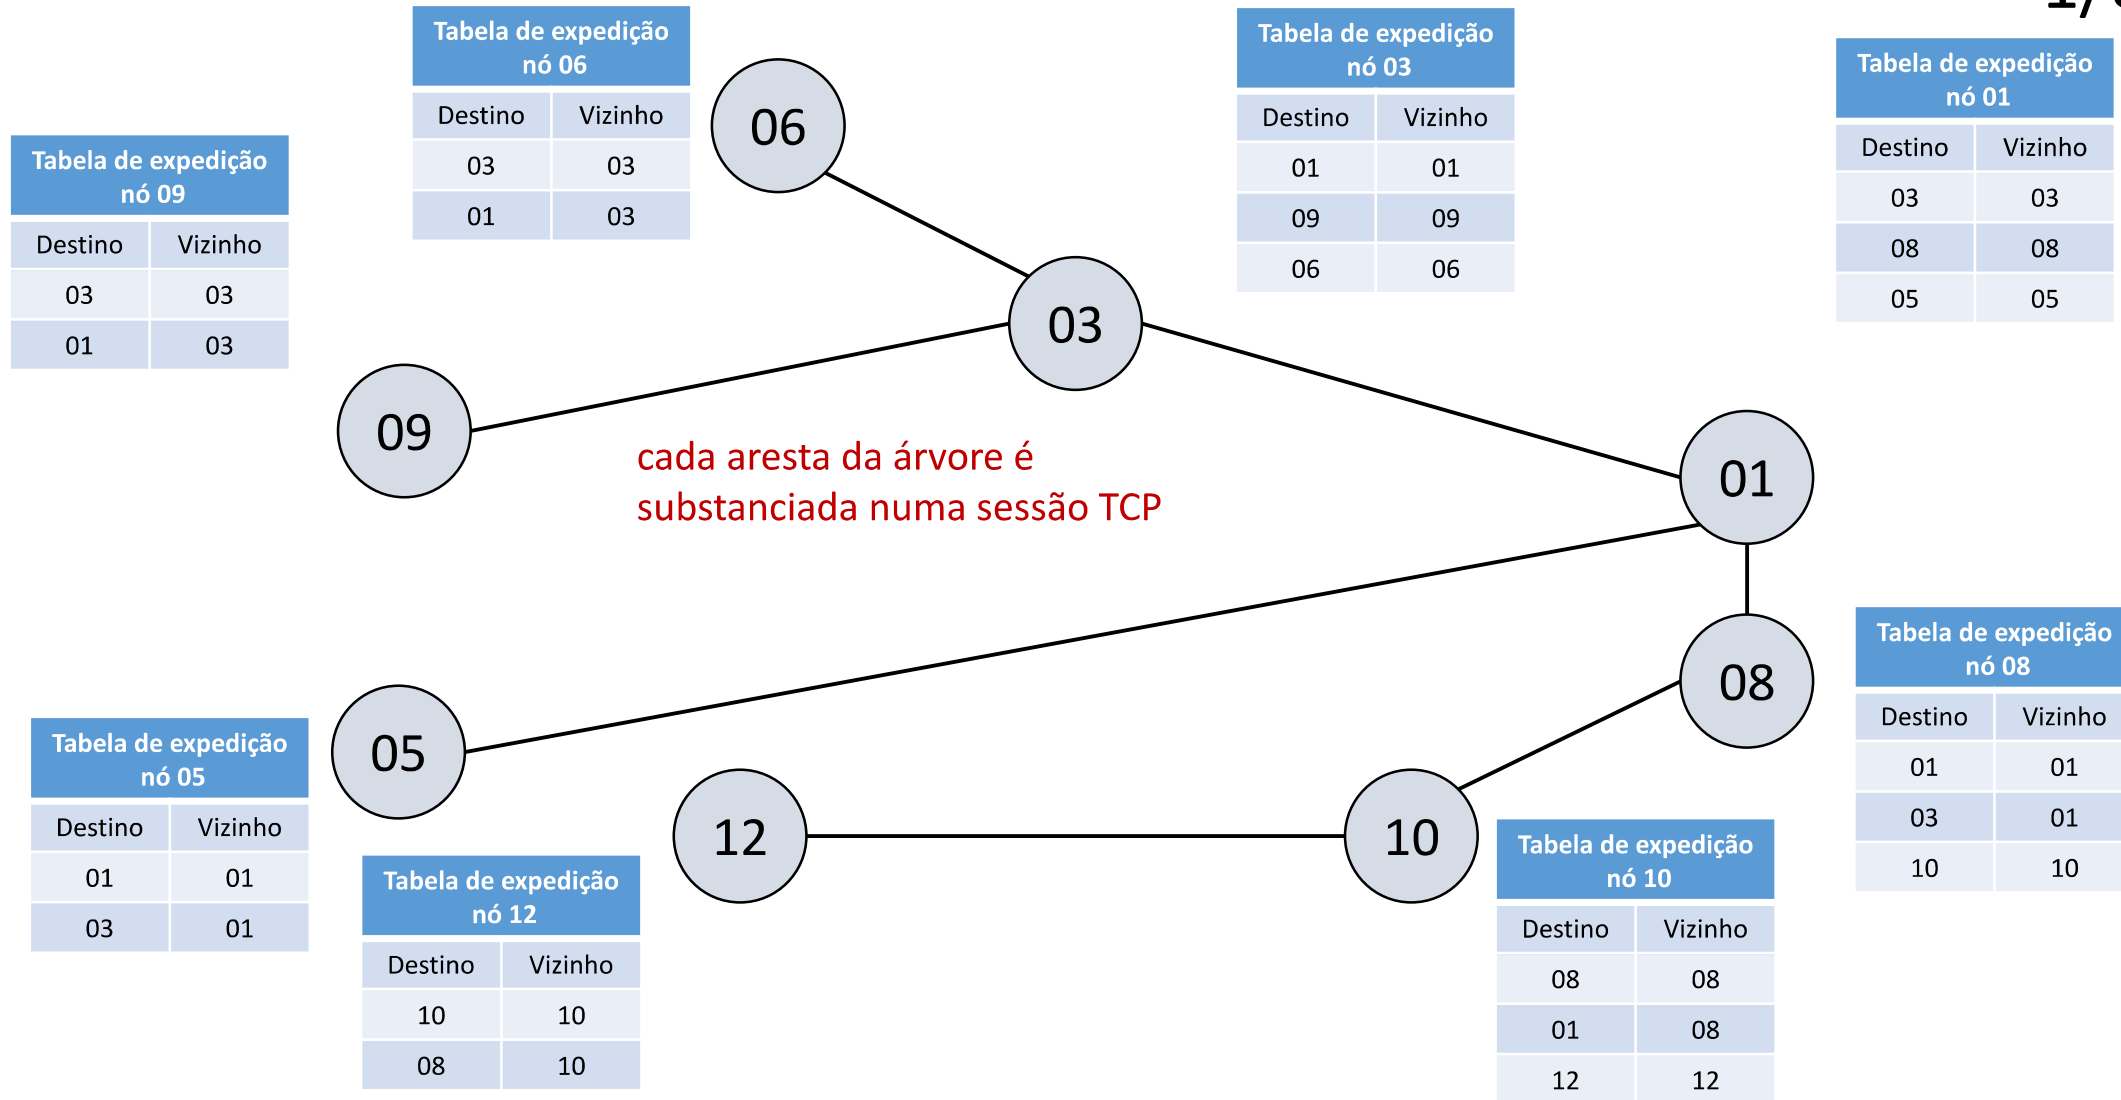 Tabela de expedição
nó 06
Destino Vizinho
03 03
01 03
06
Tabela de expedição
nó 03
Destino Vizinho
01 01
09 09
06 06
Tabela de expedição
nó 01
Destino Vizinho
03 03
08 08
05 05
Tabela de expedição
nó 09
Destino Vizinho
03 03
01 03
03
09
cada aresta da árvore é
substanciada numa sessão TCP
01
08
Tabela de expedição
nó 08
Destino Vizinho
01 01
03 01
10 10
Tabela de expedição
nó 05
Destino Vizinho
01 01
03 01
05
12
10
Tabela de expedição
nó 12
Destino Vizinho
10 10
08 10
Tabela de expedição
nó 10
Destino Vizinho
08 08
01 08
12 12